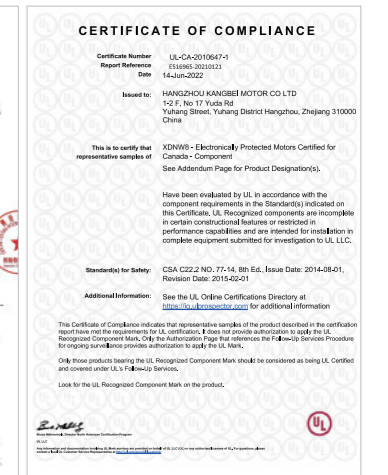 CERTIFICATE OF COMPLIANCE
Certificate Number UL-CA-2010647-1
Report Reference E516965-20210121
Date 14-Jun-2022
Issued to: HANGZHOU KANGBEI MOTOR CO LTD
1-2 F, No 17 Yuda Rd
Yuhang Street, Yuhang District Hangzhou, Zhejiang 310000
China
This is to certify that XDNW8 - Electronically Protected Motors Certified for
representative samples of Canada - Component
See Addendum Page for Product Designation(s).
Have been evaluated by UL in accordance with the
component requirements in the Standard(s) indicated on
this Certificate. UL Recognized components are incomplete
in certain constructional features or restricted in
performance capabilities and are intended for installation in
complete equipment submitted for investigation to UL LLC.
Standard(s) for Safety: CSA C22.2 NO. 77-14, 8th Ed., Issue Date: 2014-08-01,
Revision Date: 2015-02-01
Additional Information: See the UL Online Certifications Directory at
https://iq.ulprospector.com for additional information
This Certificate of Compliance indicates that representative samples of the product described in the certification
report have met the requirements for UL certification. It does not provide authorization to apply the UL
Recognized Component Mark. Only the Authorization Page that references the Follow-Up Services Procedure
for ongoing surveillance provides authorization to apply the UL Mark.
Only those products bearing the UL Recognized Component Mark should be considered as being UL Certified
and covered under UL's Follow-Up Services.
Look for the UL Recognized Component Mark on the product.
UL LLC
UL